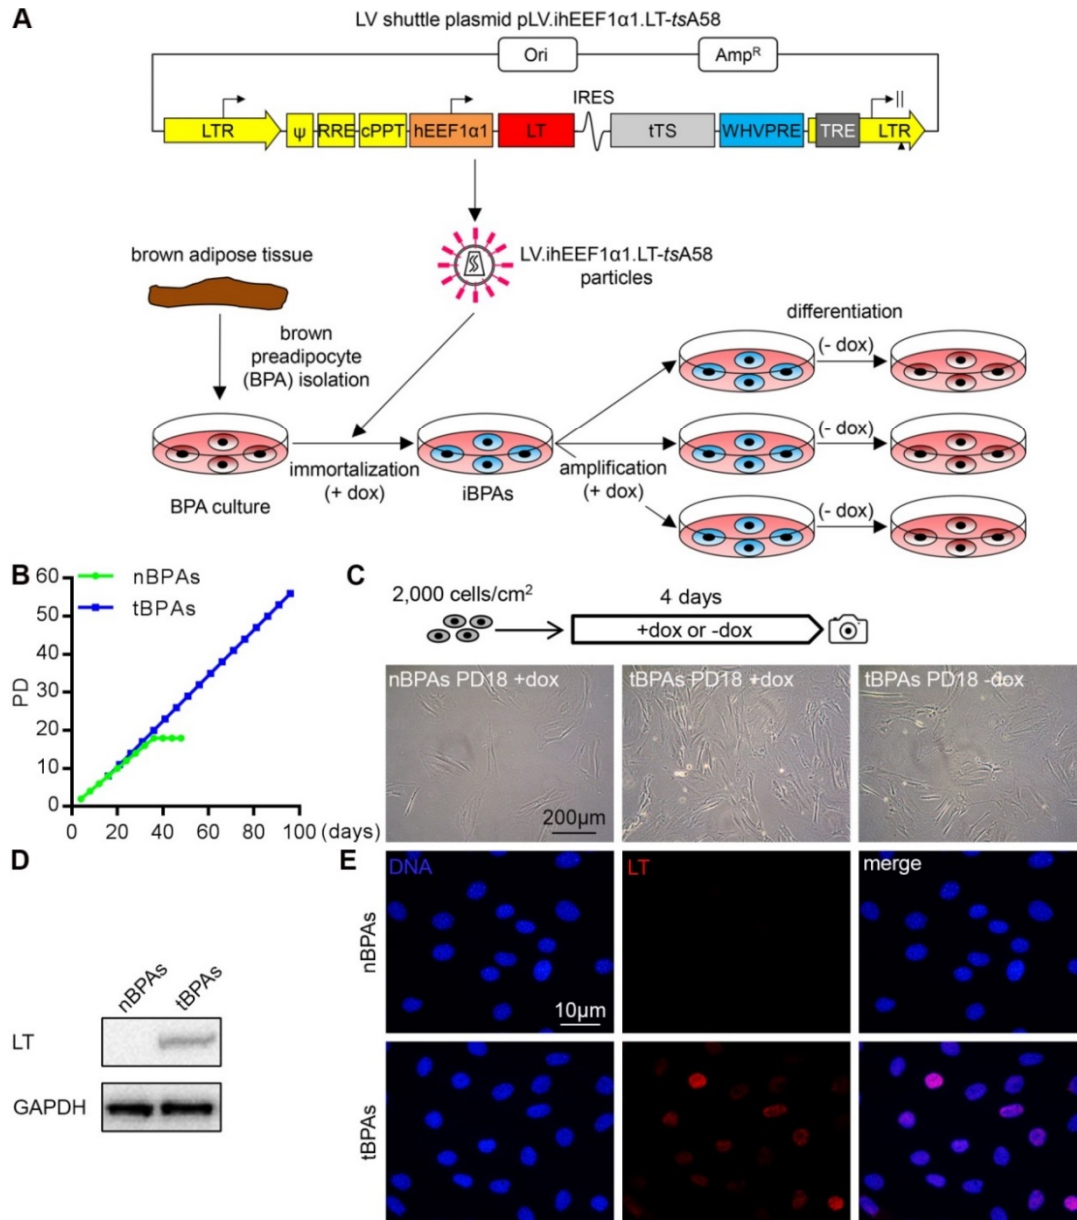 A
LV shuttle plasmid pLV.ihEEF1α1.LT-tsA58
Ori
Amp^R
IRES
LTR
ψ
RRE
cPPT
hEEF1α1
LT
tTS
WHVPRE
TRE
LTR
LV.ihEEF1α1.LT-tsA58
particles
brown adipose tissue
brown
preadipocyte
(BPA) isolation
differentiation
(- dox)
(- dox)
(- dox)
immortalization
(+ dox)
amplification
(+ dox)
BPA culture
iBPAs
B
nBPAs
tBPAs
PD
60
50
40
30
20
10
0
0
20
40
60
80
100
(days)
C
2,000 cells/cm²
4 days
+dox or -dox
nBPAs PD18 +dox
tBPAs PD18 +dox
tBPAs PD18 -dox
200μm
D
nBPAs
tBPAs
LT
GAPDH
E
DNA
LT
merge
nBPAs
10μm
tBPAs